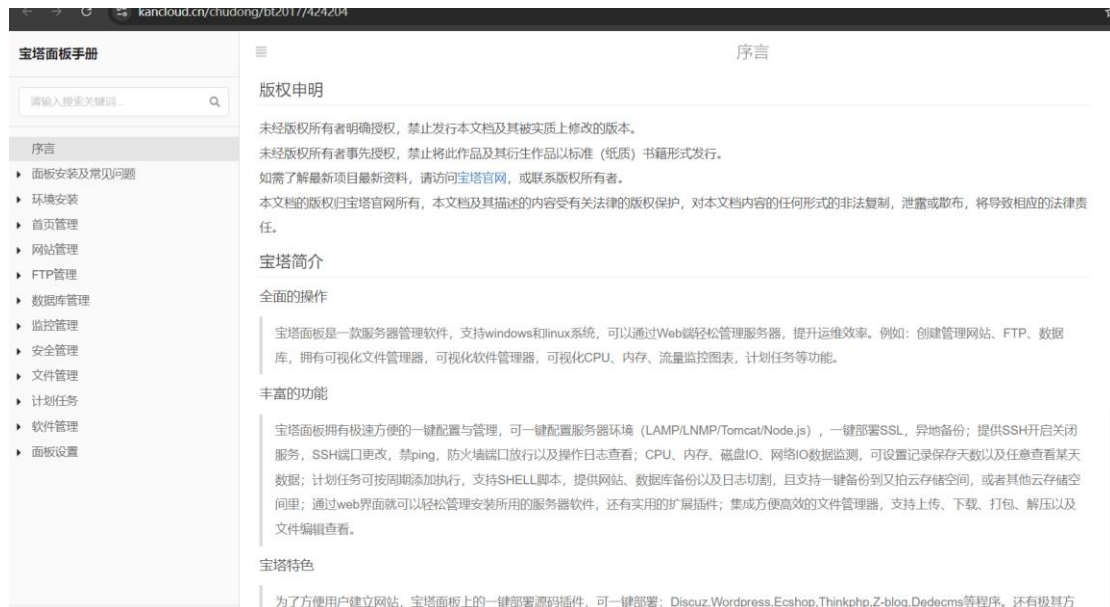 kancloud.cn/chudong/bt2017/424204
宝塔面板手册
请输入搜索关键词...
序言
面板安装及常见问题
环境安装
首页管理
网站管理
FTP管理
数据库管理
监控管理
安全管理
文件管理
计划任务
软件管理
面板设置
序言
版权申明
未经版权所有者明确授权，禁止发行本文档及其被实质上修改的版本。
未经版权所有者事先授权，禁止将此作品及其衍生作品以标准（纸质）书籍形式发行。
如需了解最新项目最新资料，请访问宝塔官网，或联系版权所有者。
本文档的版权归宝塔官网所有，本文档及其描述的内容受有关法律的版权保护，对本文档内容的任何形式的非法复制，泄露或散布，将导致相应的法律责
任。
宝塔简介
全面的操作
宝塔面板是一款服务器管理软件，支持windows和linux系统，可以通过Web端轻松管理服务器，提升运维效率。例如：创建管理网站、FTP、数据
库，拥有可视化文件管理器，可视化软件管理器，可视化CPU、内存、流量监控图表，计划任务等功能。
丰富的功能
宝塔面板拥有极速方便的一键配置与管理，可一键配置服务器环境（LAMP/LNMP/Tomcat/Node.js），一键部署SSL，异地备份；提供SSH开启关闭
服务，SSH端口更改，禁ping，防火墙端口放行以及操作日志查看；CPU、内存、磁盘IO、网络IO数据监测，可设置记录保存天数以及任意查看某天
数据；计划任务可按周期添加执行，支持SHELL脚本，提供网站、数据库备份以及日志切割，且支持一键备份到又拍云存储空间，或者其他云存储空
间里；通过web界面就可以轻松管理安装所用的服务器软件，还有实用的扩展插件；集成方便高效的文件管理器，支持上传、下载、打包、解压以及
文件编辑查看。
宝塔特色
为了方便用户建立网站，宝塔面板上的一键部署源码插件，可一键部署：Discuz,Wordpress,Ecshop,Thinkphp,Z-blog,Dedecms等程序。还有极其方